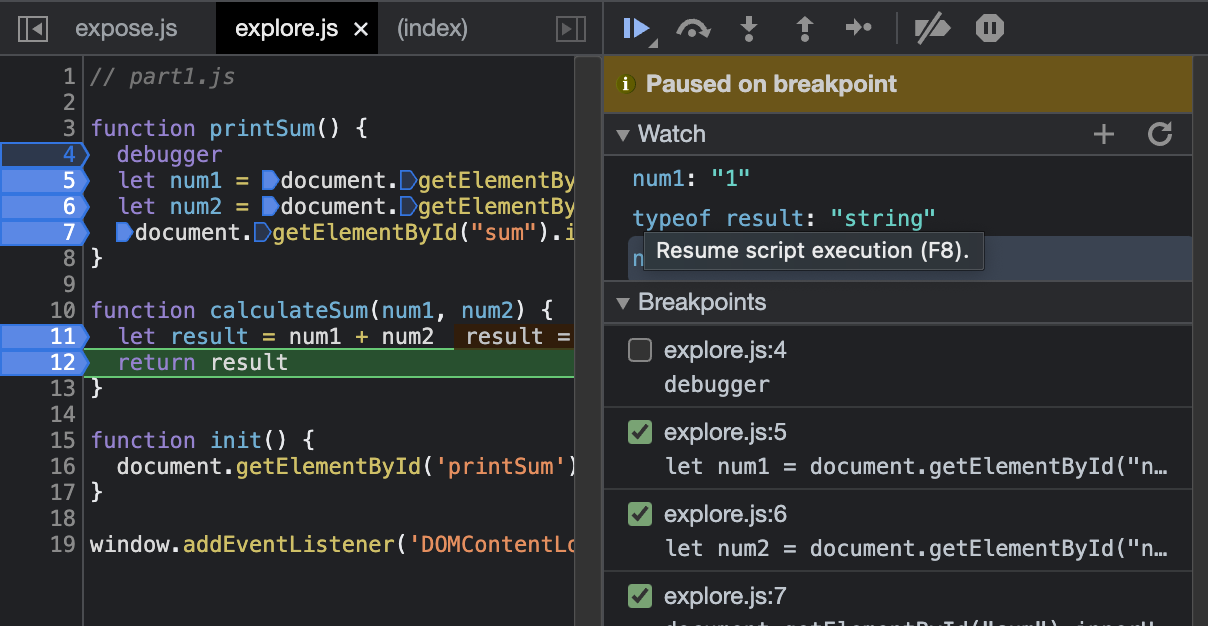 expose.js
explore.js ×
(index)
1 // part1.js
2
3 function printSum() {
4 debugger
5 let num1 = document.getElementBy
6 let num2 = document.getElementBy
7 document.getElementById("sum").i
8 }
9
10 function calculateSum(num1, num2) {
11 let result = num1 + num2 result =
12 return result
13 }
14
15 function init() {
16 document.getElementById('printSum')
17 }
18
19 window.addEventListener('DOMContentLo
Paused on breakpoint
Watch
num1: "1"
typeof result: "string"
Resume script execution (F8).
Breakpoints
explore.js:4
debugger
explore.js:5
let num1 = document.getElementById("n…
explore.js:6
let num2 = document.getElementById("n…
explore.js:7
document.getElementById("sum").inner